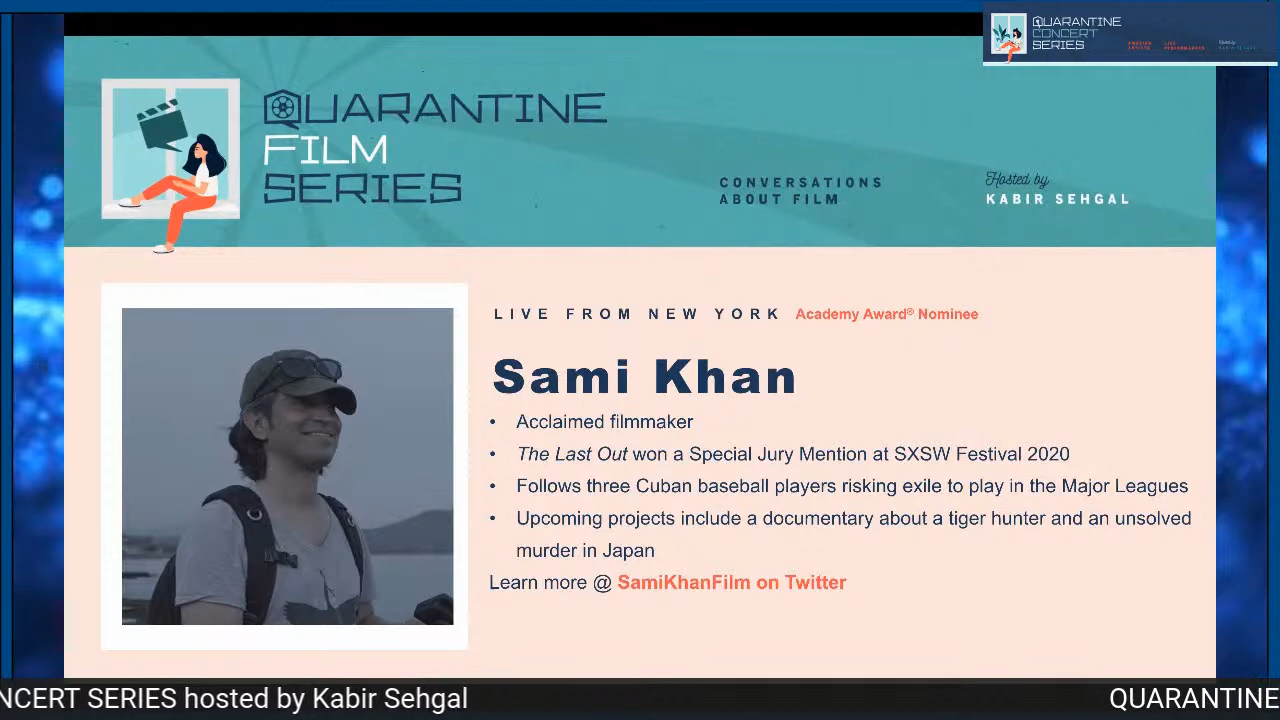 QUARANTINE
CONCERT
SERIES
QUARANTINE
FILM
SERIES
CONVERSATIONS
ABOUT FILM
Hosted by
KABIR SEHGAL
LIVE FROM NEW YORK Academy Award® Nominee
Sami Khan
• Acclaimed filmmaker
• The Last Out won a Special Jury Mention at SXSW Festival 2020
• Follows three Cuban baseball players risking exile to play in the Major Leagues
• Upcoming projects include a documentary about a tiger hunter and an unsolved
murder in Japan
Learn more @ SamiKhanFilm on Twitter
NCERT SERIES hosted by Kabir Sehgal QUARANTINE